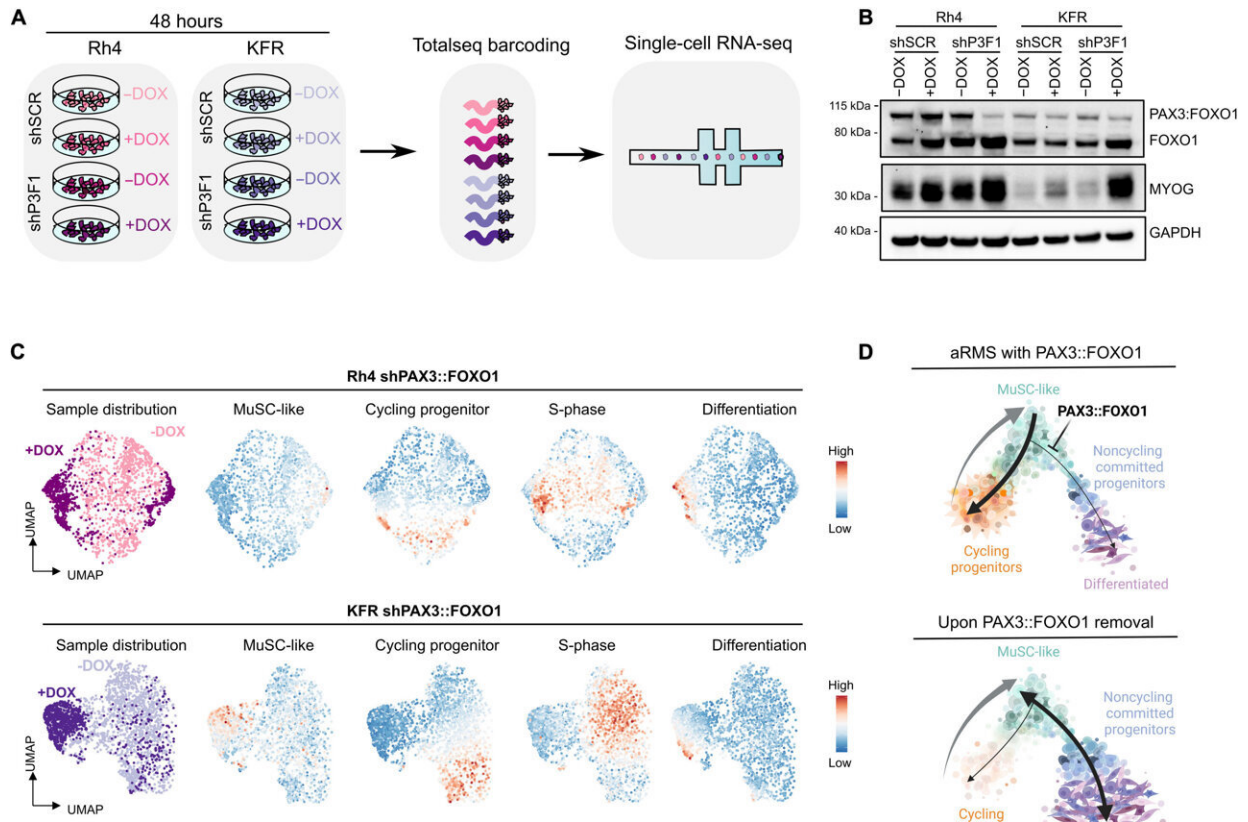 A
48 hours
Rh4
KFR
shSCR
shP3F1
–DOX
+DOX
–DOX
+DOX
shSCR
shP3F1
–DOX
+DOX
–DOX
+DOX
Totalseq barcoding
Single-cell RNA-seq
B
Rh4
KFR
shSCR
shP3F1
shSCR
shP3F1
–DOX
+DOX
–DOX
+DOX
–DOX
+DOX
–DOX
+DOX
115 kDa -
80 kDa -
30 kDa -
40 kDa -
PAX3:FOXO1
FOXO1
MYOG
GAPDH
C
Rh4 shPAX3::FOXO1
Sample distribution
MuSC-like
Cycling progenitor
S-phase
Differentiation
-DOX
+DOX
UMAP
UMAP
High
Low
KFR shPAX3::FOXO1
Sample distribution
MuSC-like
Cycling progenitor
S-phase
Differentiation
-DOX
+DOX
UMAP
UMAP
High
Low
D
aRMS with PAX3::FOXO1
MuSC-like
PAX3::FOXO1
Noncycling
committed
progenitors
Cycling
progenitors
Differentiated
Upon PAX3::FOXO1 removal
MuSC-like
Noncycling
committed
progenitors
Cycling